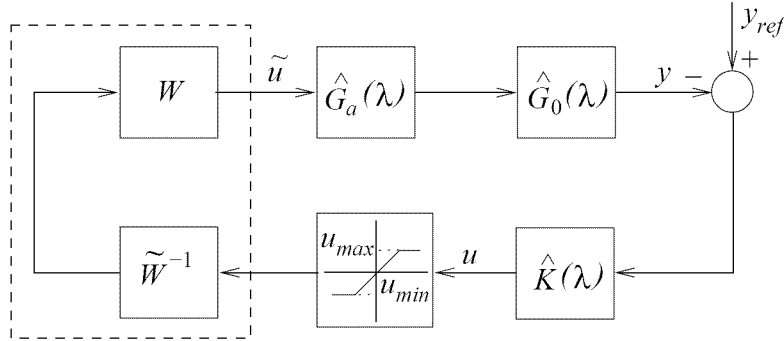 y_ref
+
W
ũ
Ĝ_a(λ)
Ĝ_0(λ)
y −
W̃^{-1}
u_max
u_min
u
K̂(λ)